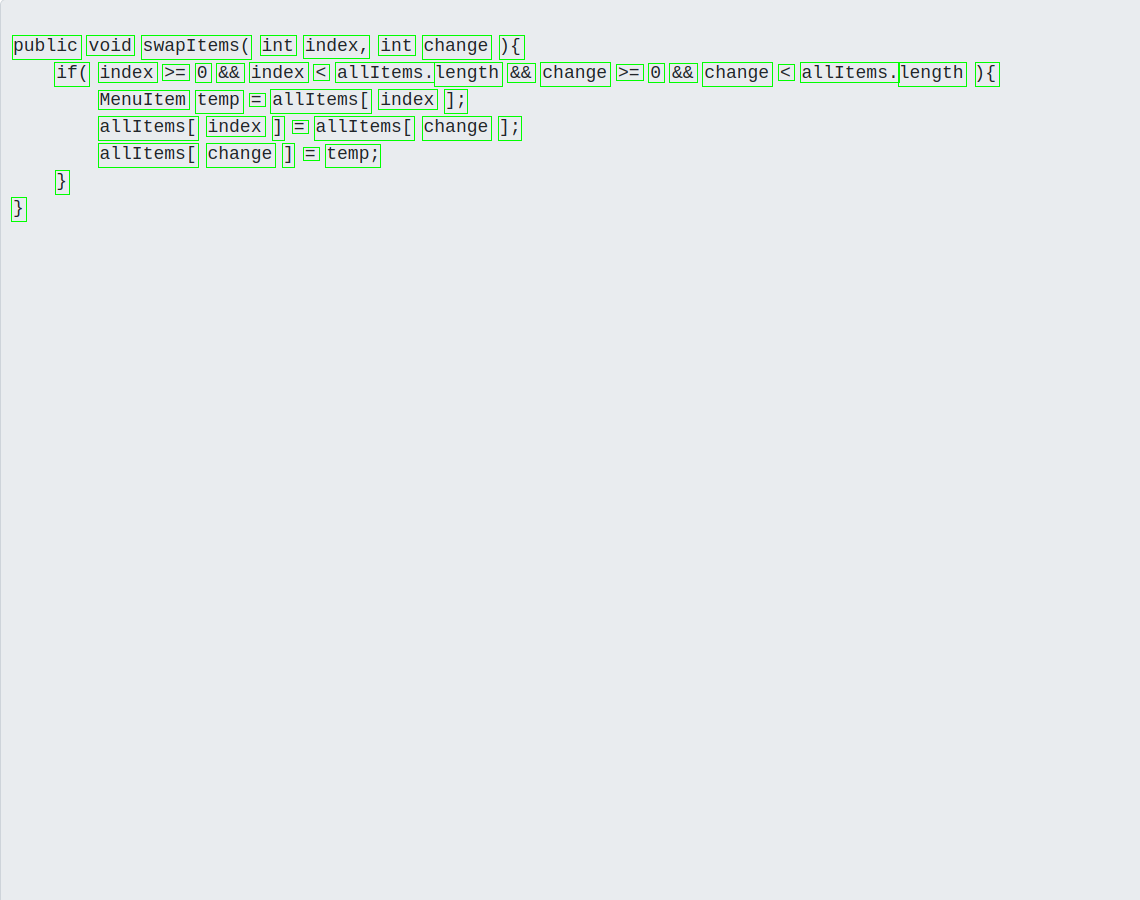 public void swapItems( int index, int change ){
    if( index >= 0 && index < allItems.length && change >= 0 && change < allItems.length ){
        MenuItem temp = allItems[ index ];
        allItems[ index ] = allItems[ change ];
        allItems[ change ] = temp;
    }
}